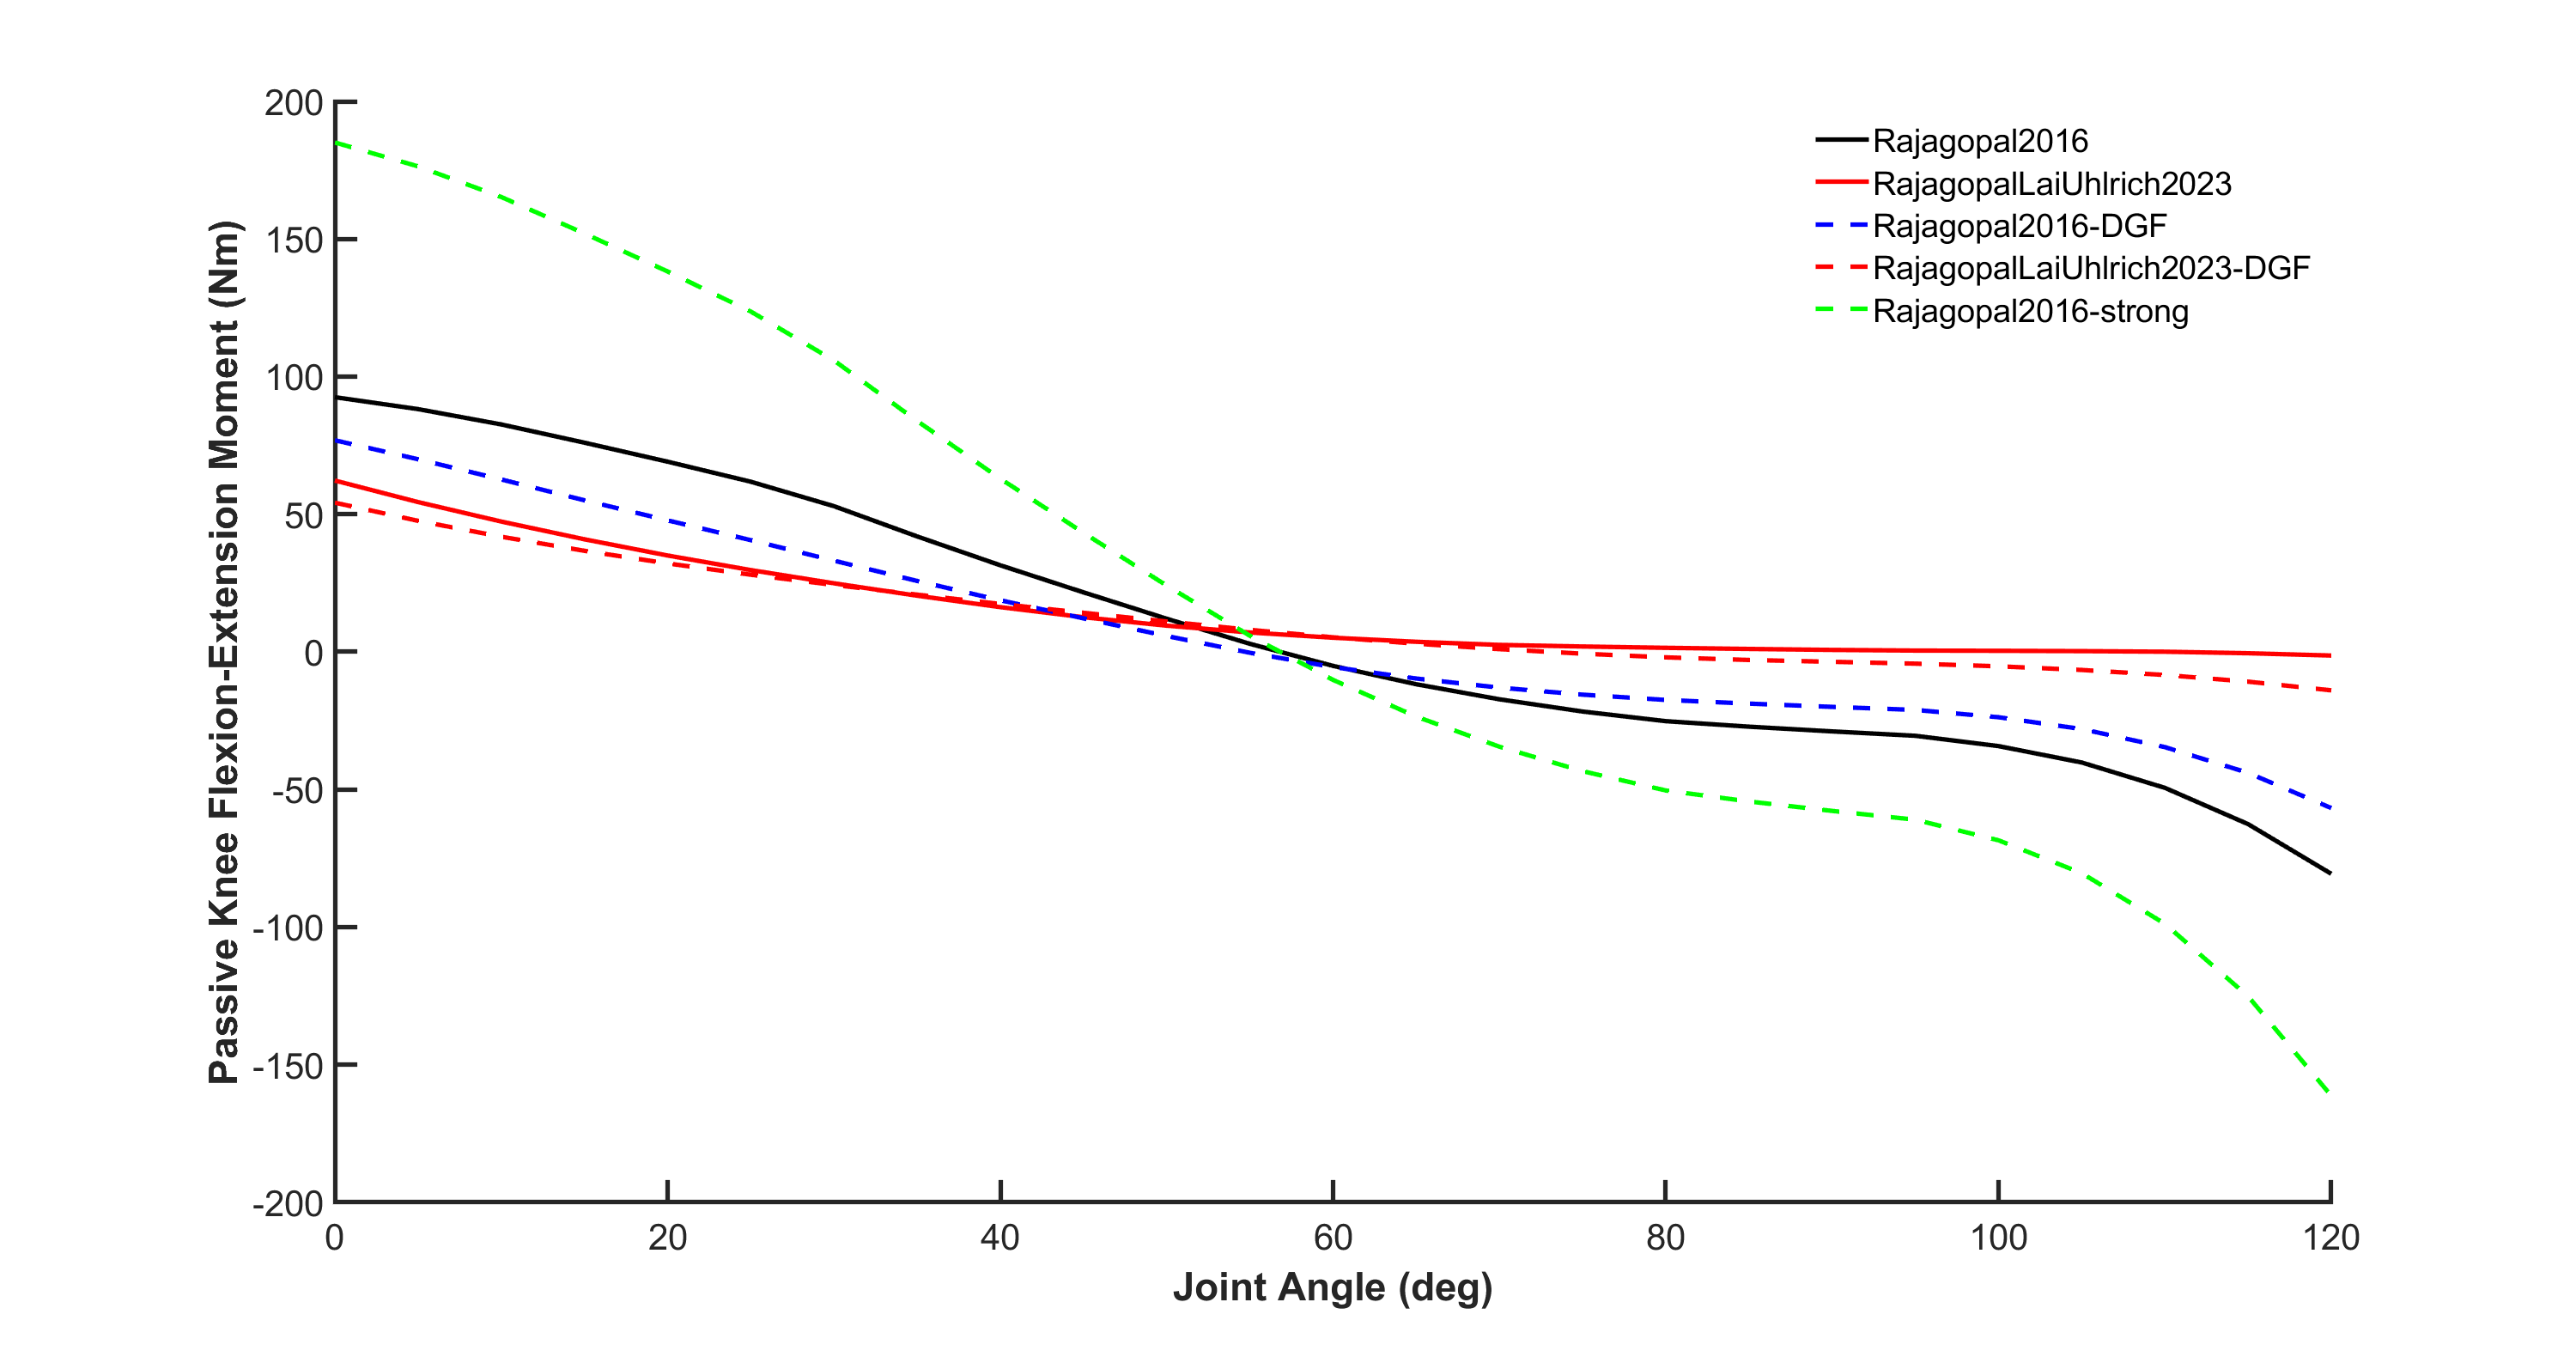 Passive Knee Flexion-Extension Moment (Nm)
200
150
100
50
0
-50
-100
-150
-200
Rajagopal2016
RajagopalLaiUhlrich2023
Rajagopal2016-DGF
RajagopalLaiUhlrich2023-DGF
Rajagopal2016-strong
0 20 40 60 80 100 120
Joint Angle (deg)